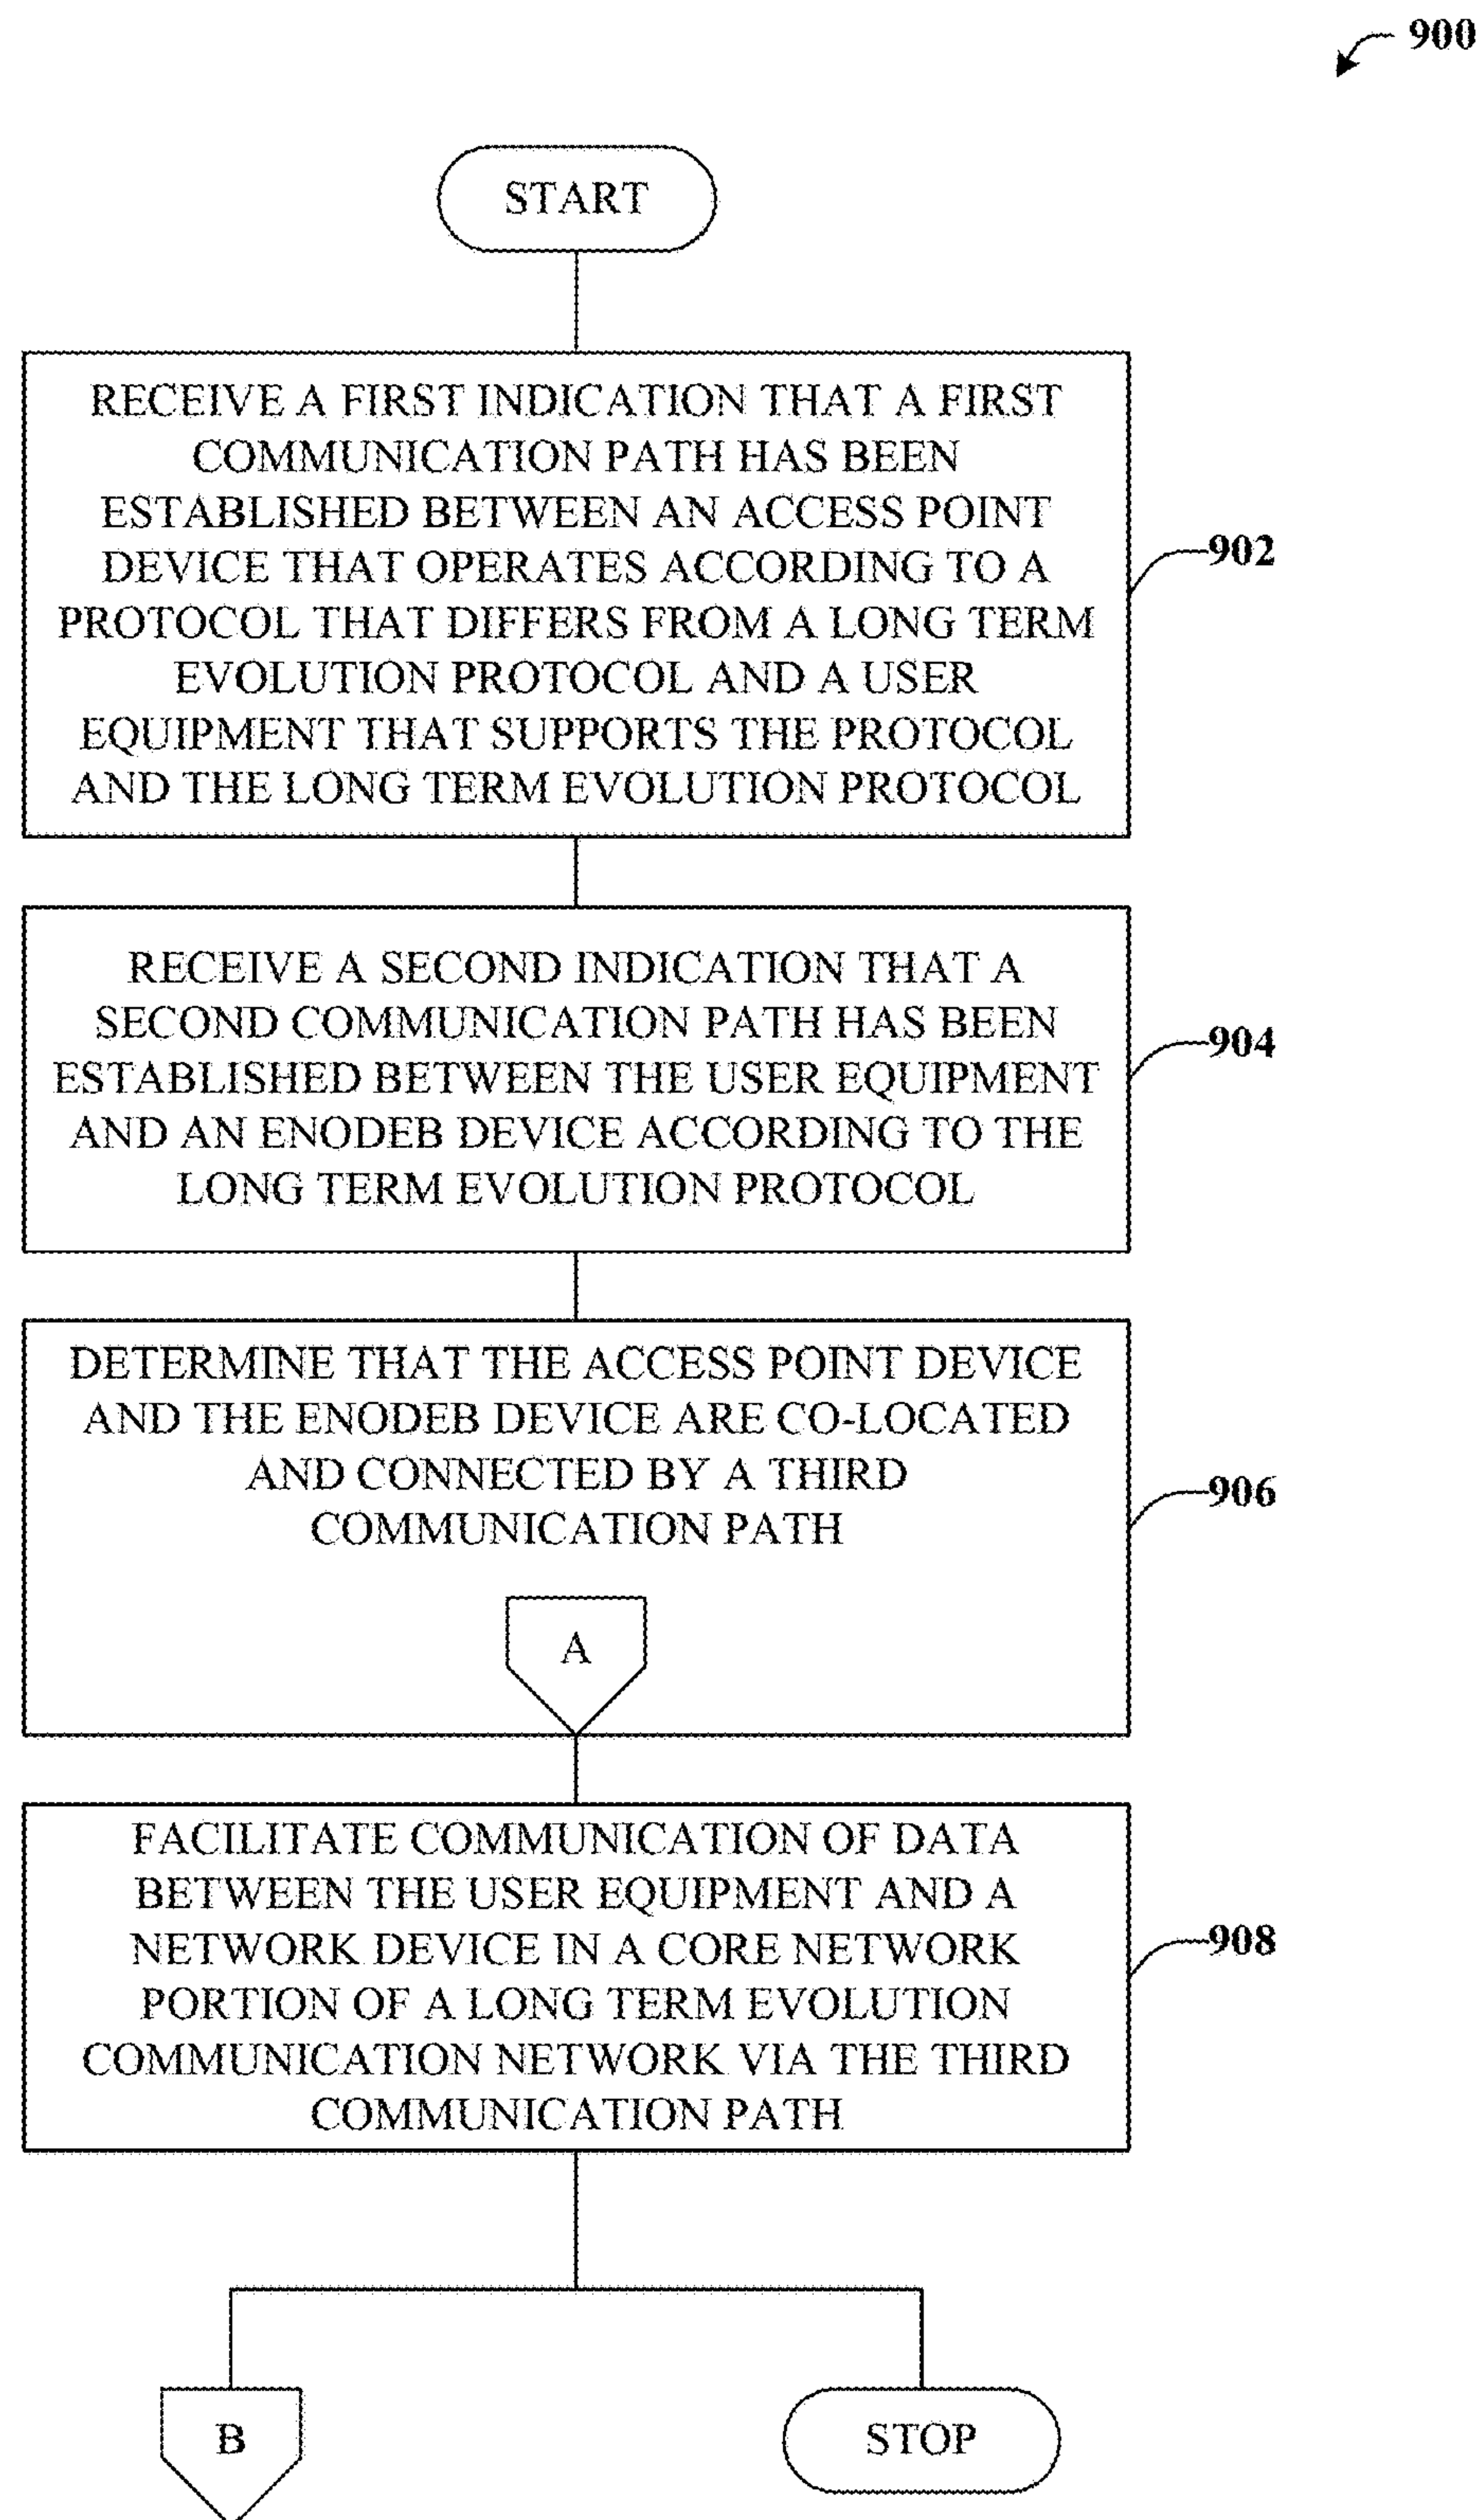 900
START
RECEIVE A FIRST INDICATION THAT A FIRST
COMMUNICATION PATH HAS BEEN
ESTABLISHED BETWEEN AN ACCESS POINT
DEVICE THAT OPERATES ACCORDING TO A
PROTOCOL THAT DIFFERS FROM A LONG TERM
EVOLUTION PROTOCOL AND A USER
EQUIPMENT THAT SUPPORTS THE PROTOCOL
AND THE LONG TERM EVOLUTION PROTOCOL
902
RECEIVE A SECOND INDICATION THAT A
SECOND COMMUNICATION PATH HAS BEEN
ESTABLISHED BETWEEN THE USER EQUIPMENT
AND AN ENODEB DEVICE ACCORDING TO THE
LONG TERM EVOLUTION PROTOCOL
904
DETERMINE THAT THE ACCESS POINT DEVICE
AND THE ENODEB DEVICE ARE CO-LOCATED
AND CONNECTED BY A THIRD
COMMUNICATION PATH
906
A
FACILITATE COMMUNICATION OF DATA
BETWEEN THE USER EQUIPMENT AND A
NETWORK DEVICE IN A CORE NETWORK
PORTION OF A LONG TERM EVOLUTION
COMMUNICATION NETWORK VIA THE THIRD
COMMUNICATION PATH
908
B
STOP